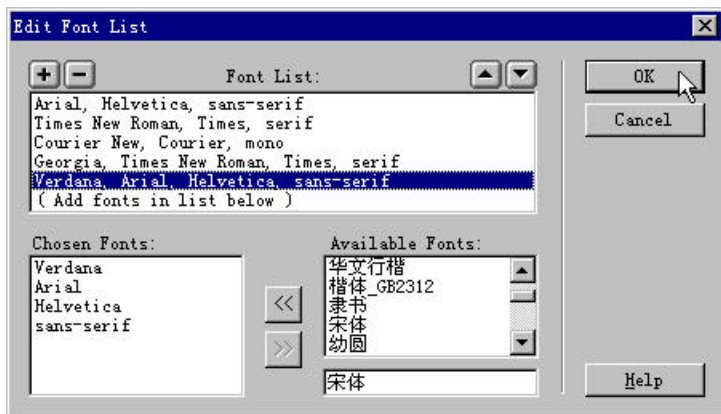 Edit Font List
Font List:
OK
Arial, Helvetica, sans-serif
Times New Roman, Times, serif
Courier New, Courier, mono
Georgia, Times New Roman, Times, serif
Verdana, Arial, Helvetica, sans-serif
( Add fonts in list below )
Cancel
Chosen Fonts:
Verdana
Arial
Helvetica
sans-serif
<<
>>
Available Fonts:
华文行楷
楷体_GB2312
隶书
宋体
幼圆
宋体
Help